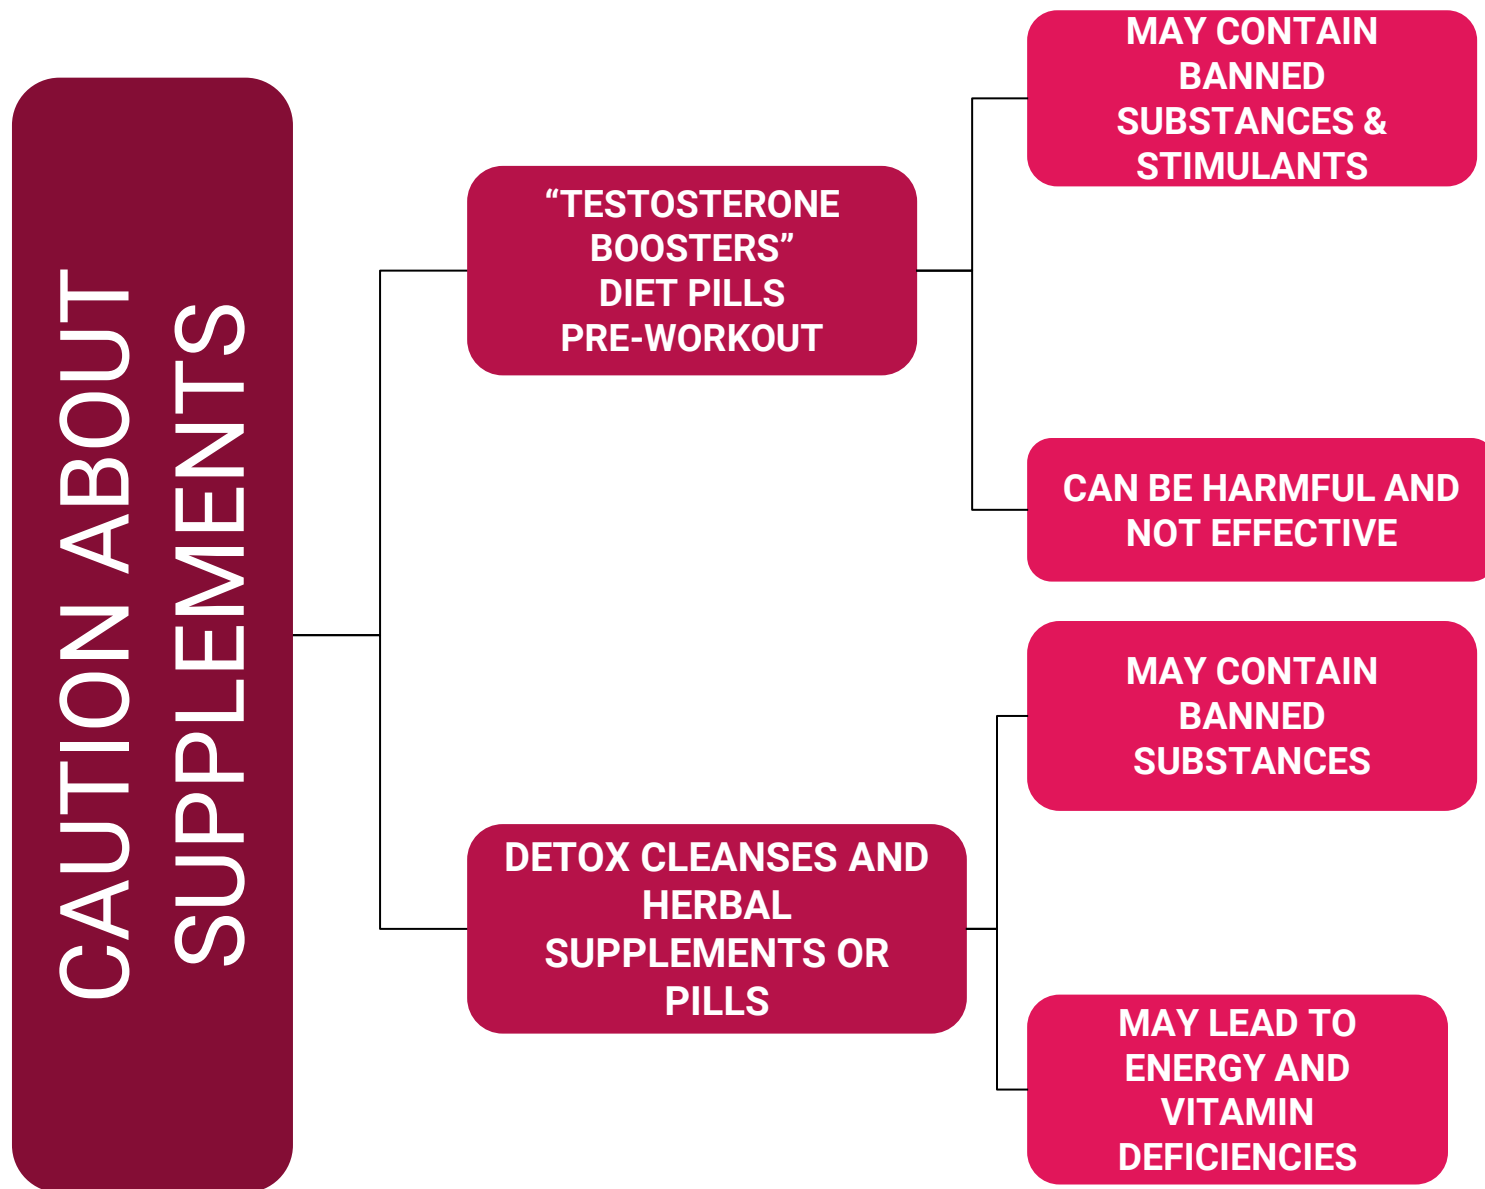 CAUTION ABOUT
SUPPLEMENTS
“TESTOSTERONE
BOOSTERS”
DIET PILLS
PRE-WORKOUT
MAY CONTAIN
BANNED
SUBSTANCES &
STIMULANTS
CAN BE HARMFUL AND
NOT EFFECTIVE
DETOX CLEANSES AND
HERBAL
SUPPLEMENTS OR
PILLS
MAY CONTAIN
BANNED
SUBSTANCES
MAY LEAD TO
ENERGY AND
VITAMIN
DEFICIENCIES